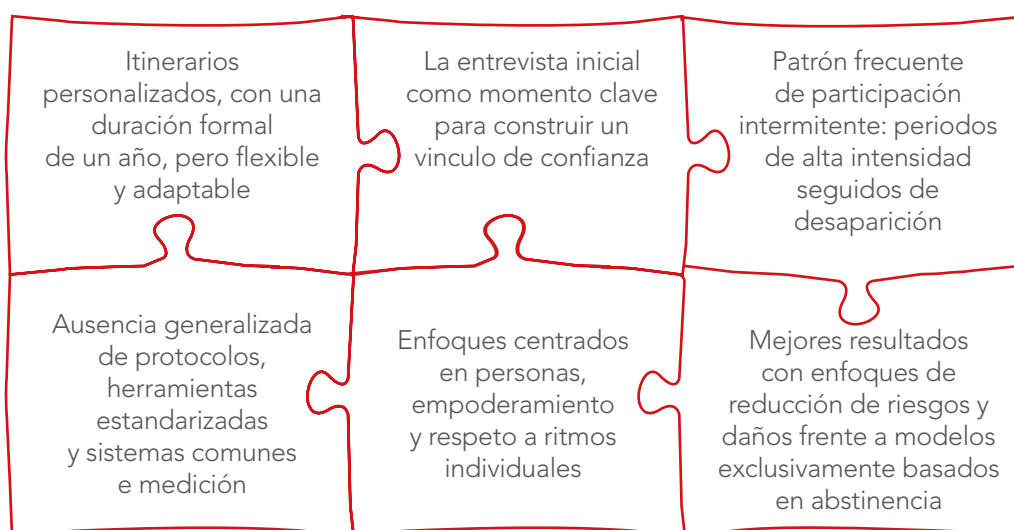 Itinerarios
personalizados, con una
duración formal
de un año, pero flexible
y adaptable
La entrevista inicial
como momento clave
para construir un
vinculo de confianza
Patrón frecuente
de participación
intermitente: periodos
de alta intensidad
seguidos de
desaparición
Ausencia generalizada
de protocolos,
herramientas
estandarizadas
y sistemas comunes
e medición
Enfoques centrados
en personas,
empoderamiento
y respeto a ritmos
individuales
Mejores resultados
con enfoques de
reducción de riesgos y
daños frente a modelos
exclusivamente basados
en abstinencia